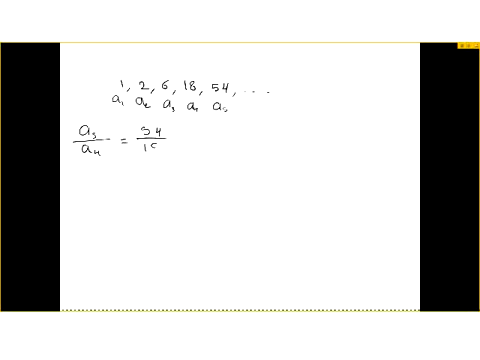 1, 2, 6, 18, 54, ....
a₁ a₂ a₃ a₄ a₅
a₅/a₄ = 54/18